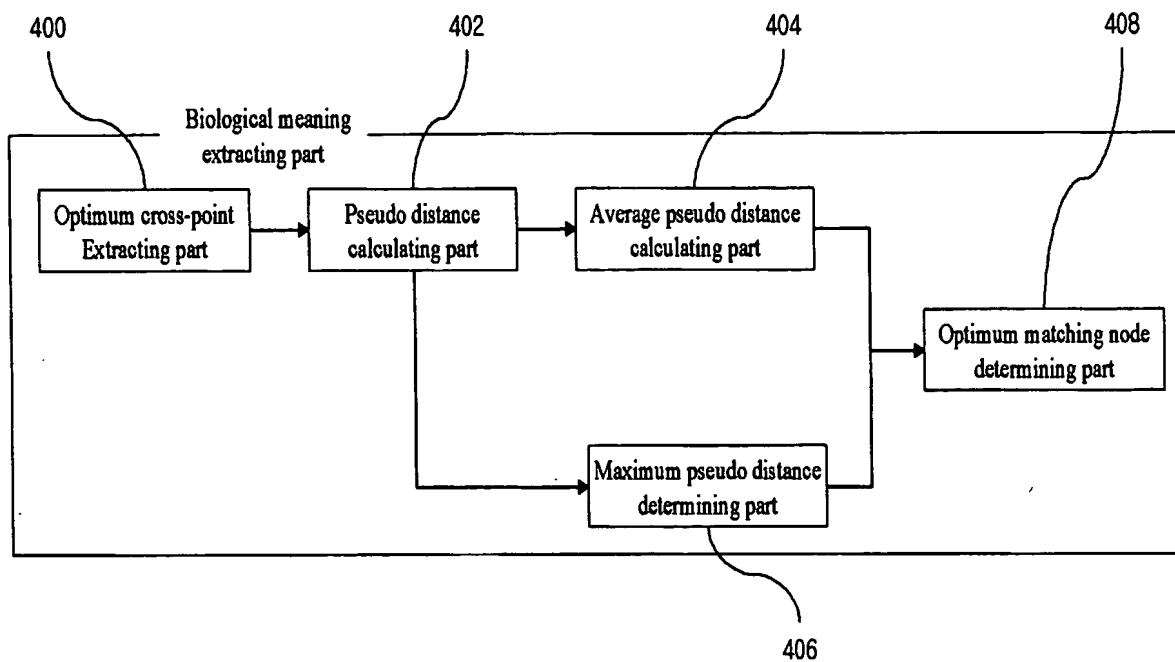 400
402
404
408
Biological meaning
extracting part
Optimum cross-point
Extracting part
Pseudo distance
calculating part
Average pseudo distance
calculating part
Optimum matching node
determining part
Maximum pseudo distance
determining part
406